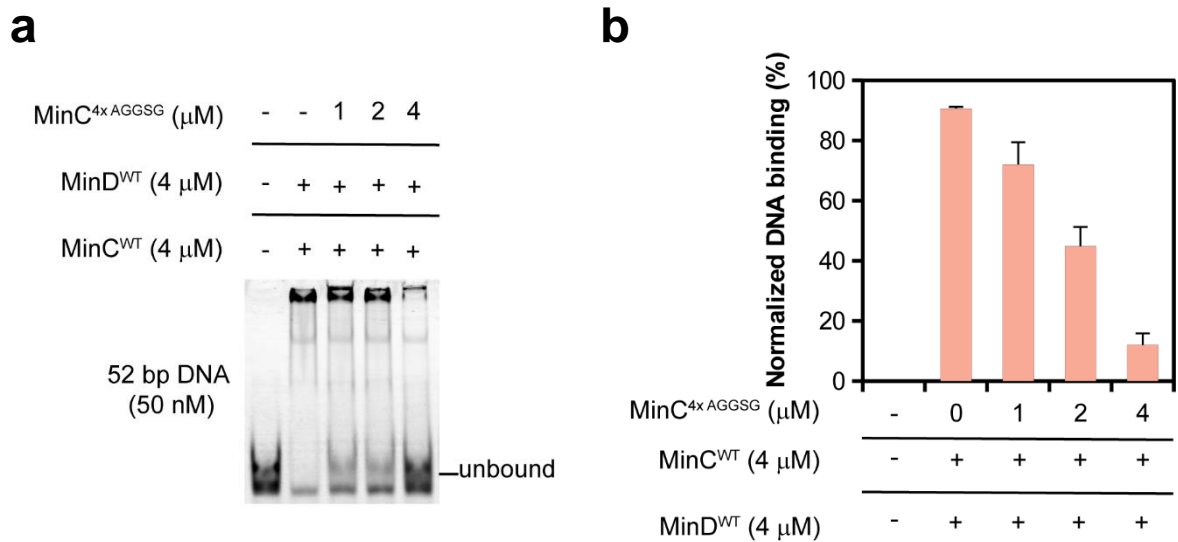 a
MinC4x AGGSG (μM) - - 1 2 4
MinDWT (4 μM) - + + + +
MinCWT (4 μM) - + + + +
52 bp DNA
(50 nM)
unbound
b
Normalized DNA binding (%)
100
80
60
40
20
0
MinC4x AGGSG (μM) - 0 1 2 4
MinCWT (4 μM) - + + + +
MinDWT (4 μM) - + + + +